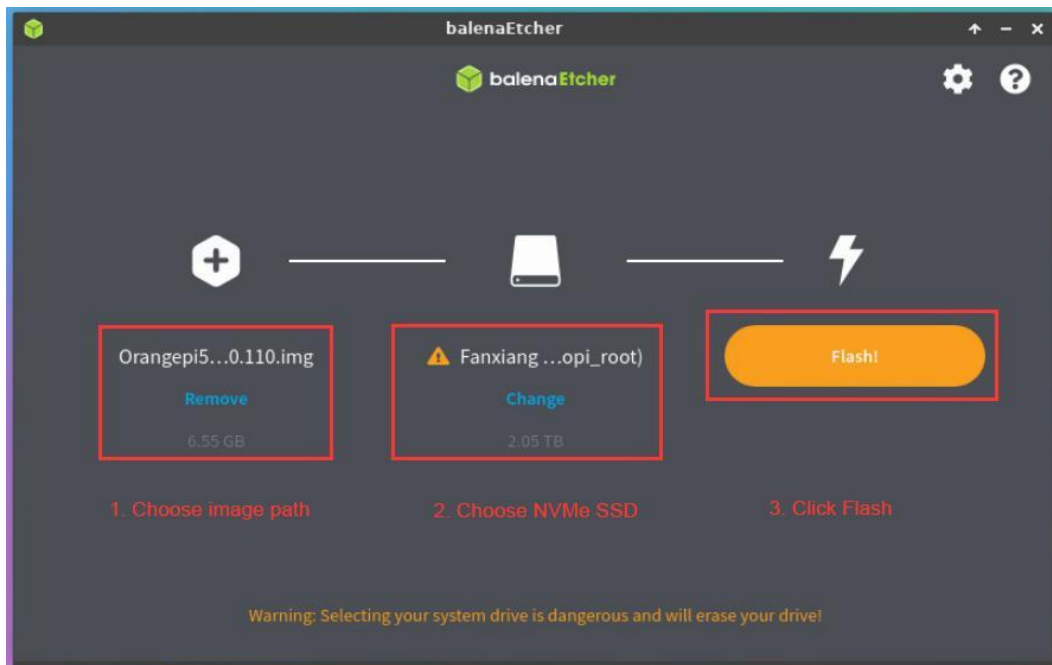 balenaEtcher
balenaEtcher
Orangepi5...0.110.img
Remove
6.55 GB
Fanxiang ...opi_root)
Change
2.05 TB
Flash!
1. Choose image path
2. Choose NVMe SSD
3. Click Flash
Warning: Selecting your system drive is dangerous and will erase your drive!